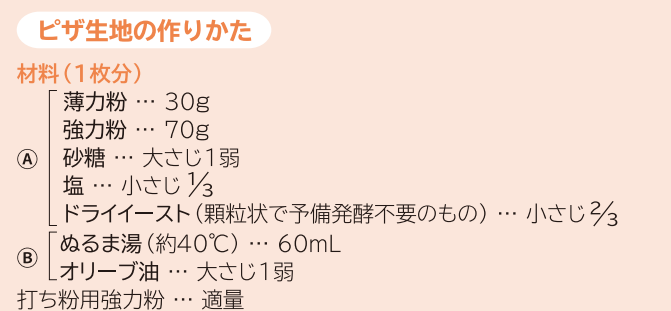 ピザ生地の作りかた
材料（1枚分）
Ⓐ
薄力粉 … 30g
強力粉 … 70g
砂糖 … 大さじ1弱
塩 … 小さじ1/3
ドライイースト（顆粒状で予備発酵不要のもの）… 小さじ2/3
Ⓑ
ぬるま湯（約40℃）… 60mL
オリーブ油 … 大さじ1弱
打ち粉用強力粉 … 適量